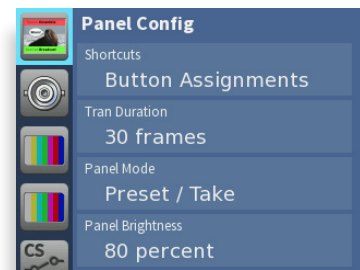 Panel Config
Shortcuts
Button Assignments
Tran Duration
30 frames
Panel Mode
Preset / Take
Panel Brightness
80 percent
CS